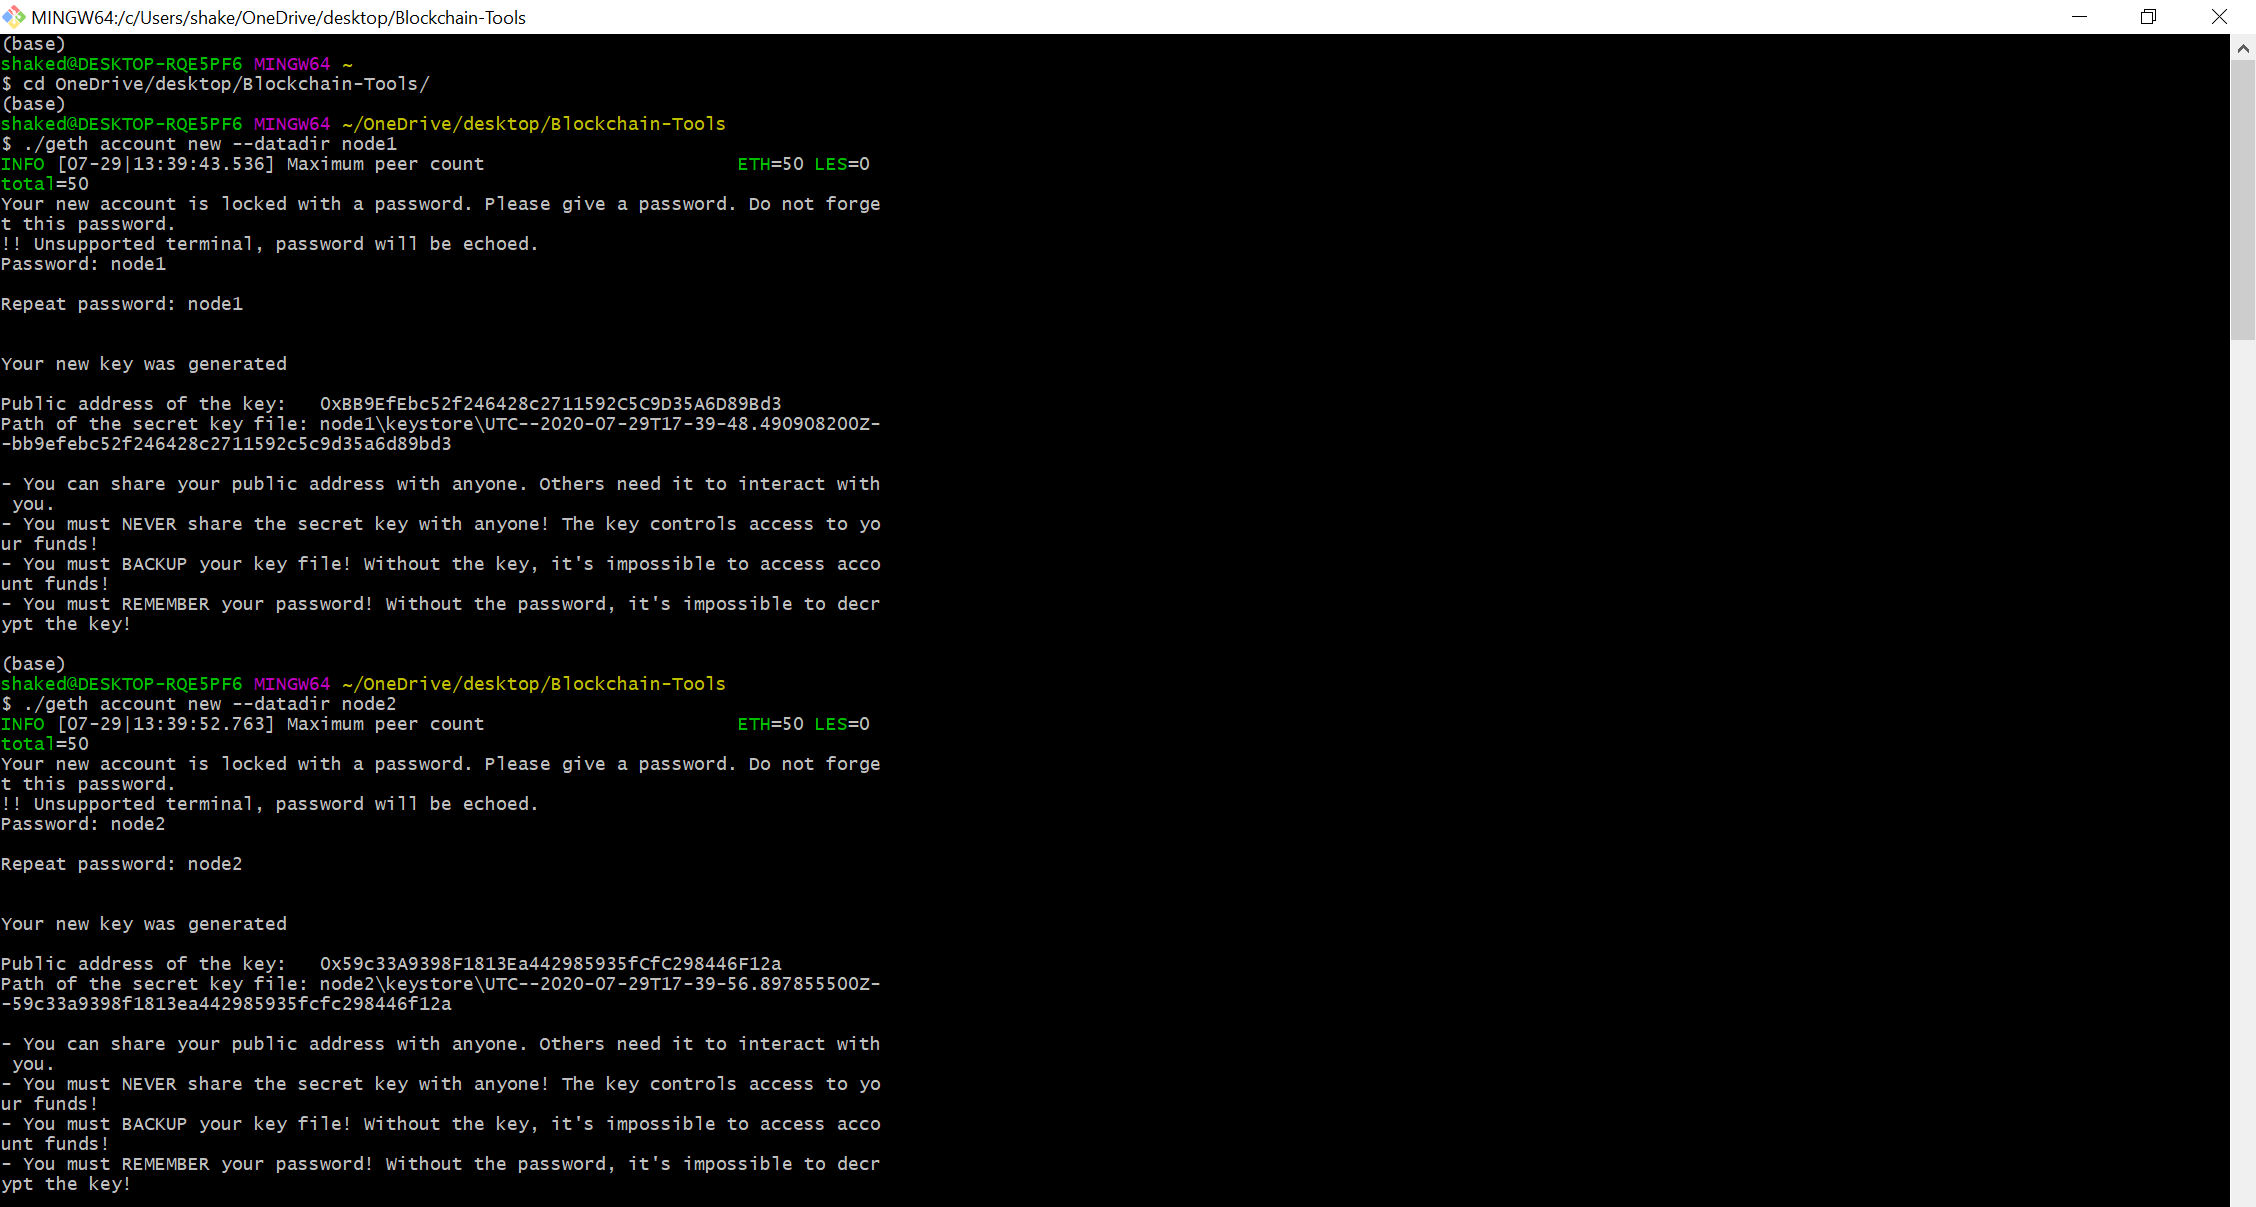 MINGW64:/c/Users/shake/OneDrive/desktop/Blockchain-Tools
(base)
shaked@DESKTOP-RQE5PF6 MINGW64 ~
$ cd OneDrive/desktop/Blockchain-Tools/
(base)
shaked@DESKTOP-RQE5PF6 MINGW64 ~/OneDrive/desktop/Blockchain-Tools
$ ./geth account new --datadir node1
INFO [07-29|13:39:43.536] Maximum peer count                       ETH=50 LES=0
total=50
Your new account is locked with a password. Please give a password. Do not forge
t this password.
!! Unsupported terminal, password will be echoed.
Password: node1
Repeat password: node1
Your new key was generated
Public address of the key:   0xBB9EfEbc52f246428c2711592C5C9D35A6D89Bd3
Path of the secret key file: node1\keystore\UTC--2020-07-29T17-39-48.490908200Z-
-bb9efebc52f246428c2711592c5c9d35a6d89bd3
- You can share your public address with anyone. Others need it to interact with
 you.
- You must NEVER share the secret key with anyone! The key controls access to yo
ur funds!
- You must BACKUP your key file! Without the key, it's impossible to access acco
unt funds!
- You must REMEMBER your password! Without the password, it's impossible to decr
ypt the key!
(base)
shaked@DESKTOP-RQE5PF6 MINGW64 ~/OneDrive/desktop/Blockchain-Tools
$ ./geth account new --datadir node2
INFO [07-29|13:39:52.763] Maximum peer count                       ETH=50 LES=0
total=50
Your new account is locked with a password. Please give a password. Do not forge
t this password.
!! Unsupported terminal, password will be echoed.
Password: node2
Repeat password: node2
Your new key was generated
Public address of the key:   0x59c33A9398F1813Ea442985935fCfC298446F12a
Path of the secret key file: node2\keystore\UTC--2020-07-29T17-39-56.897855500Z-
-59c33a9398f1813ea442985935fcfc298446f12a
- You can share your public address with anyone. Others need it to interact with
 you.
- You must NEVER share the secret key with anyone! The key controls access to yo
ur funds!
- You must BACKUP your key file! Without the key, it's impossible to access acco
unt funds!
- You must REMEMBER your password! Without the password, it's impossible to decr
ypt the key!